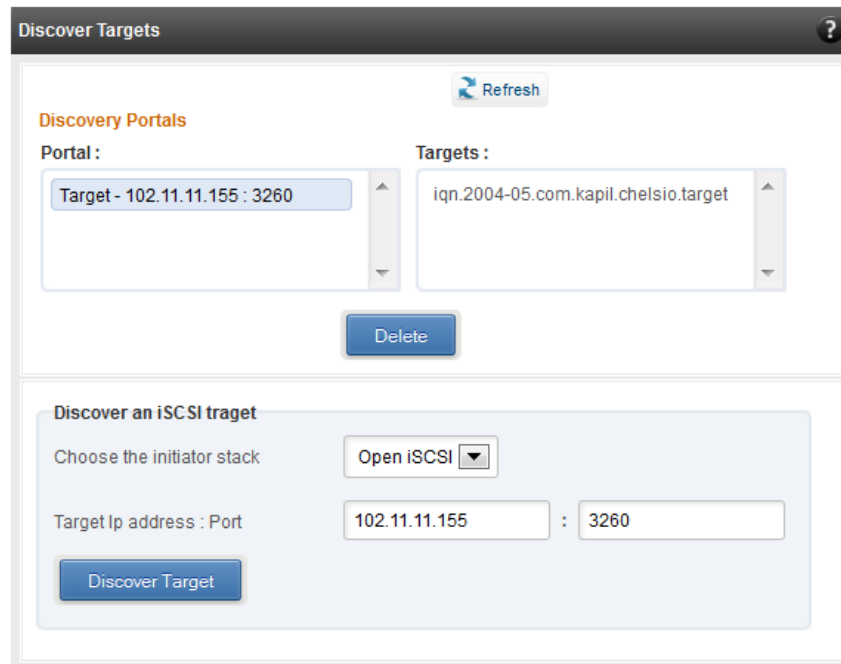 Discover Targets
?
Refresh
Discovery Portals
Portal : Targets :
Target - 102.11.11.155 : 3260 iqn.2004-05.com.kapil.chelsio.target
Delete
Discover an iSCSI traget
Choose the initiator stack Open iSCSI
Target Ip address : Port 102.11.11.155 : 3260
Discover Target